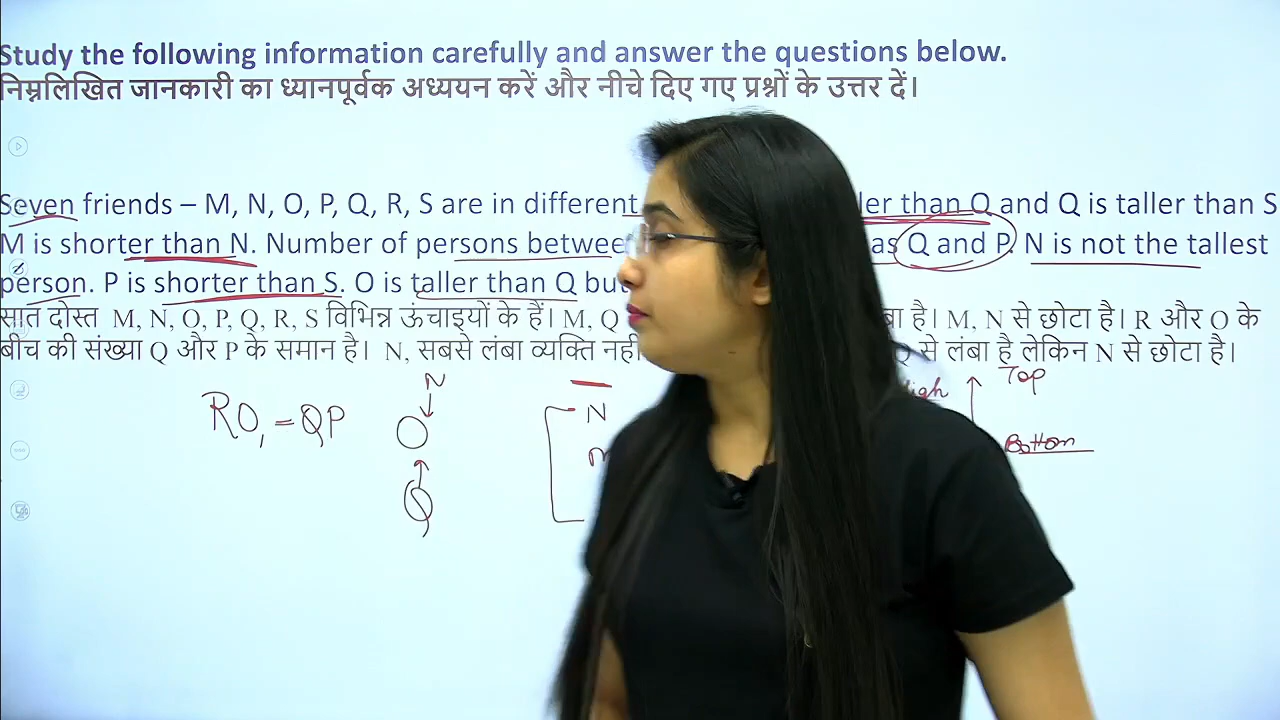 Study the following information carefully and answer the questions below.
निम्नलिखित जानकारी का ध्यानपूर्वक अध्ययन करें और नीचे दिए गए प्रश्नों के उत्तर दें।
Seven friends – M, N, O, P, Q, R, S are in different than Q and Q is taller than S
M is shorter than N. Number of persons as Q and P. N is not the tallest
person. P is shorter than S. O is taller than Q but
सात दोस्त M, N, O, P, Q, R, S विभिन्न ऊंचाइयों के हैं। M, Q है। M, N से छोटा है। R और O के
बीच की संख्या Q और P के समान है। N, सबसे लंबा व्यक्ति नही से लंबा है लेकिन N से छोटा है।
RO, = QP
N
O
Q
N
M
Top
Bottom